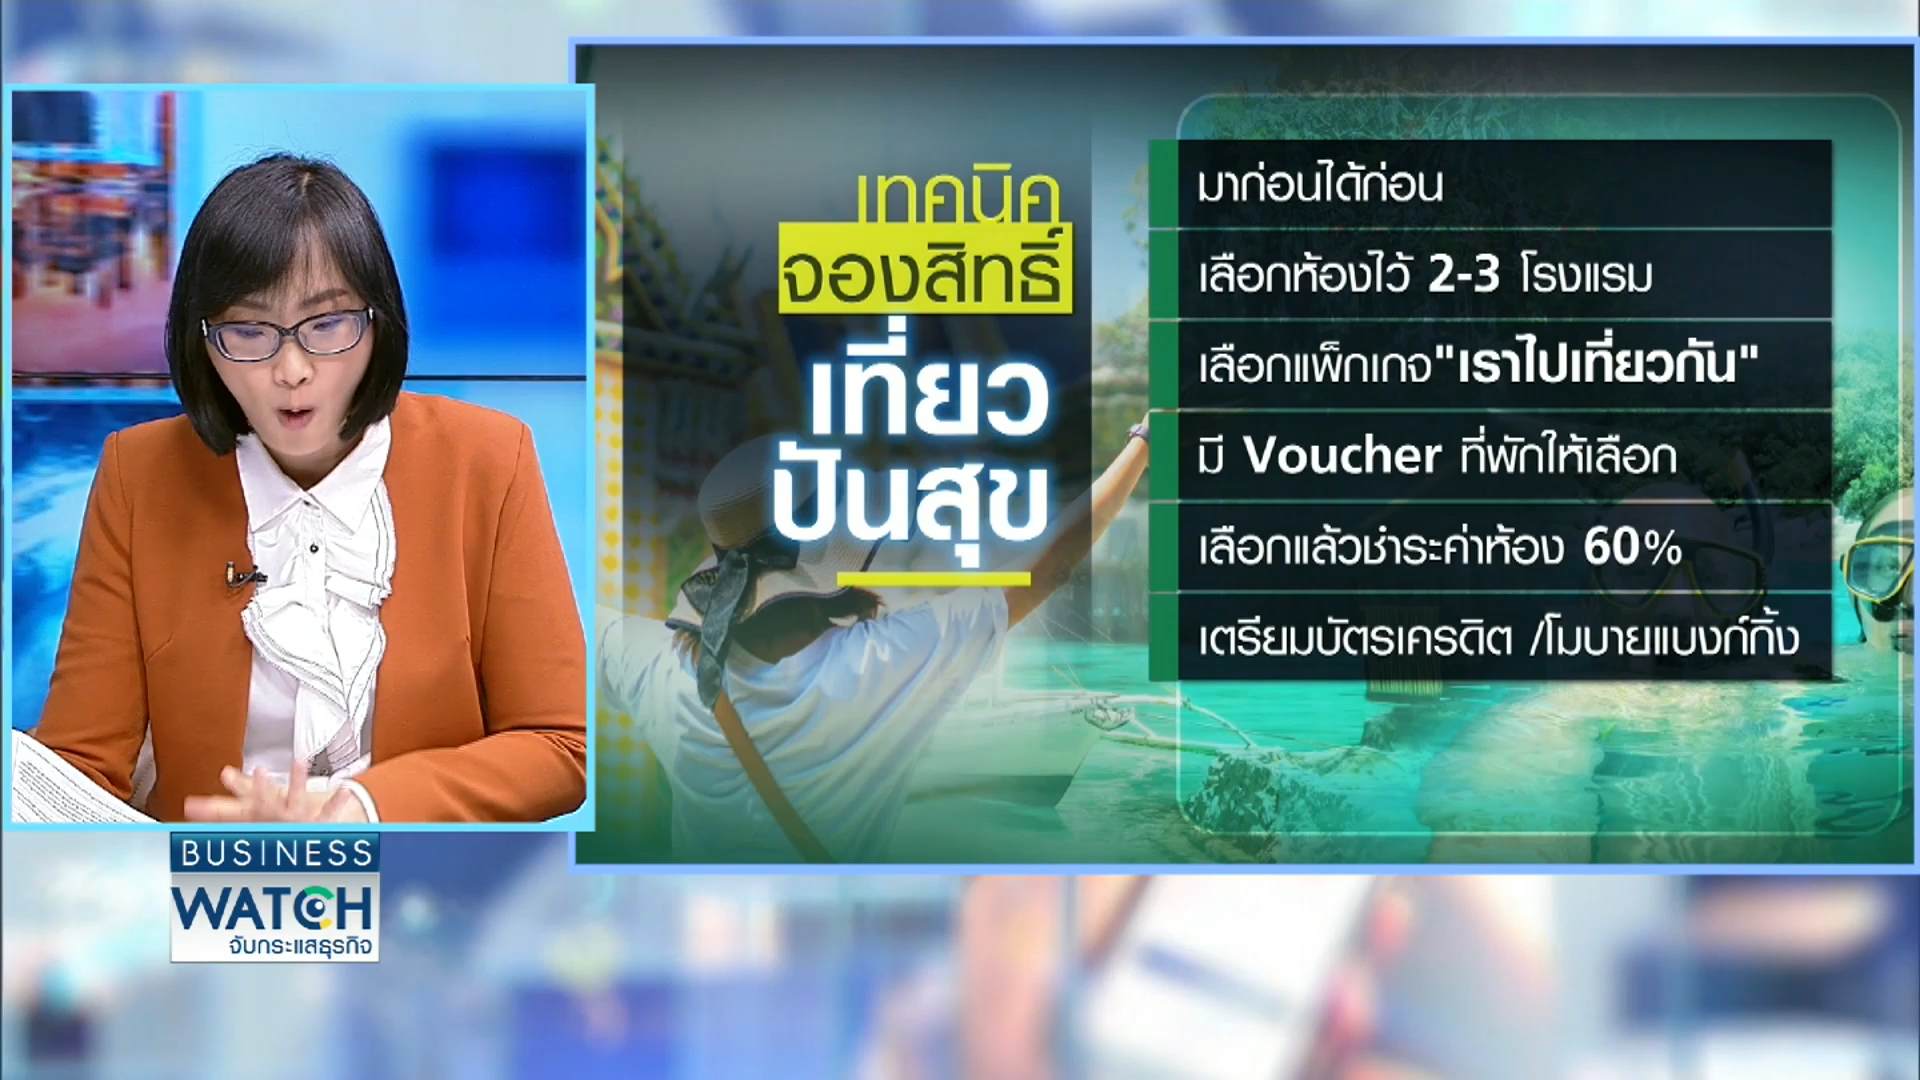 เทคนิค
จองสิทธิ์
เที่ยว
ปันสุข
มาก่อนได้ก่อน
เลือกห้องไว้ 2-3 โรงแรม
เลือกแพ็กเกจ"เราไปเที่ยวกัน"
มี Voucher ที่พักให้เลือก
เลือกแล้วชำระค่าห้อง 60%
เตรียมบัตรเครดิต /โมบายแบงก์กิ้ง
BUSINESS
WATCH
จับกระแสธุรกิจ